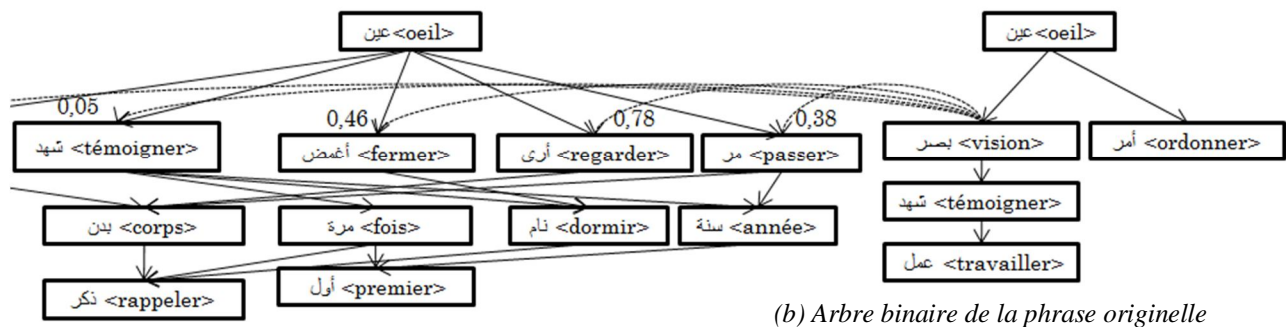 عين <oeil>
عين <oeil>
0,05
0,46
0,78
0,38
شهد <témoigner>
أغمض <fermer>
أرى <regarder>
مر <passer>
بصر <vision>
أمر <ordonner>
بدن <corps>
مرة <fois>
نام <dormir>
سنة <année>
شهد <témoigner>
ذكر <rappeler>
أول <premier>
عمل <travailler>
(b) Arbre binaire de la phrase originelle